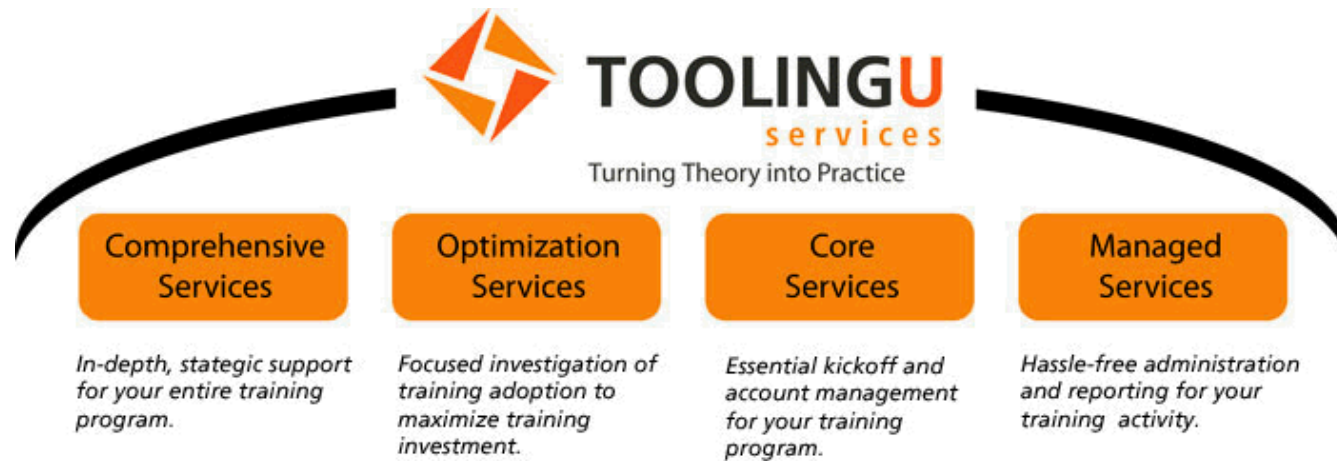 TOOLINGU
services
Turning Theory into Practice
Comprehensive
Services
In-depth, stategic support
for your entire training
program.
Optimization
Services
Focused investigation of
training adoption to
maximize training
investment.
Core
Services
Essential kickoff and
account management
for your training
program.
Managed
Services
Hassle-free administration
and reporting for your
training activity.